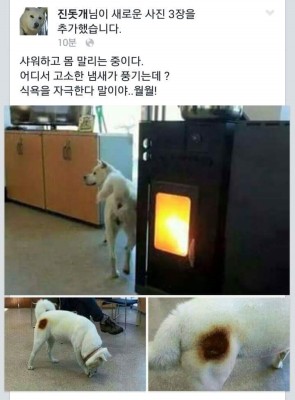 진돗개님이 새로운 사진 3장을
추가했습니다.
10분
샤워하고 몸 말리는 중이다.
어디서 고소한 냄새가 풍기는데 ?
식욕을 자극한다 말이야..월월!